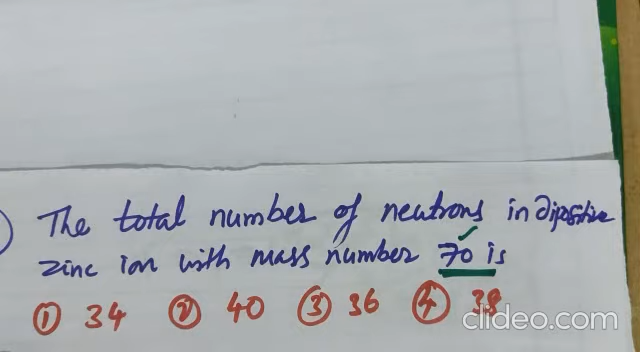 The total number of neutrons in dipositive
zinc ion with mass number 70 is
① 34 ② 40 ③ 36 ④ 38
clideo.com